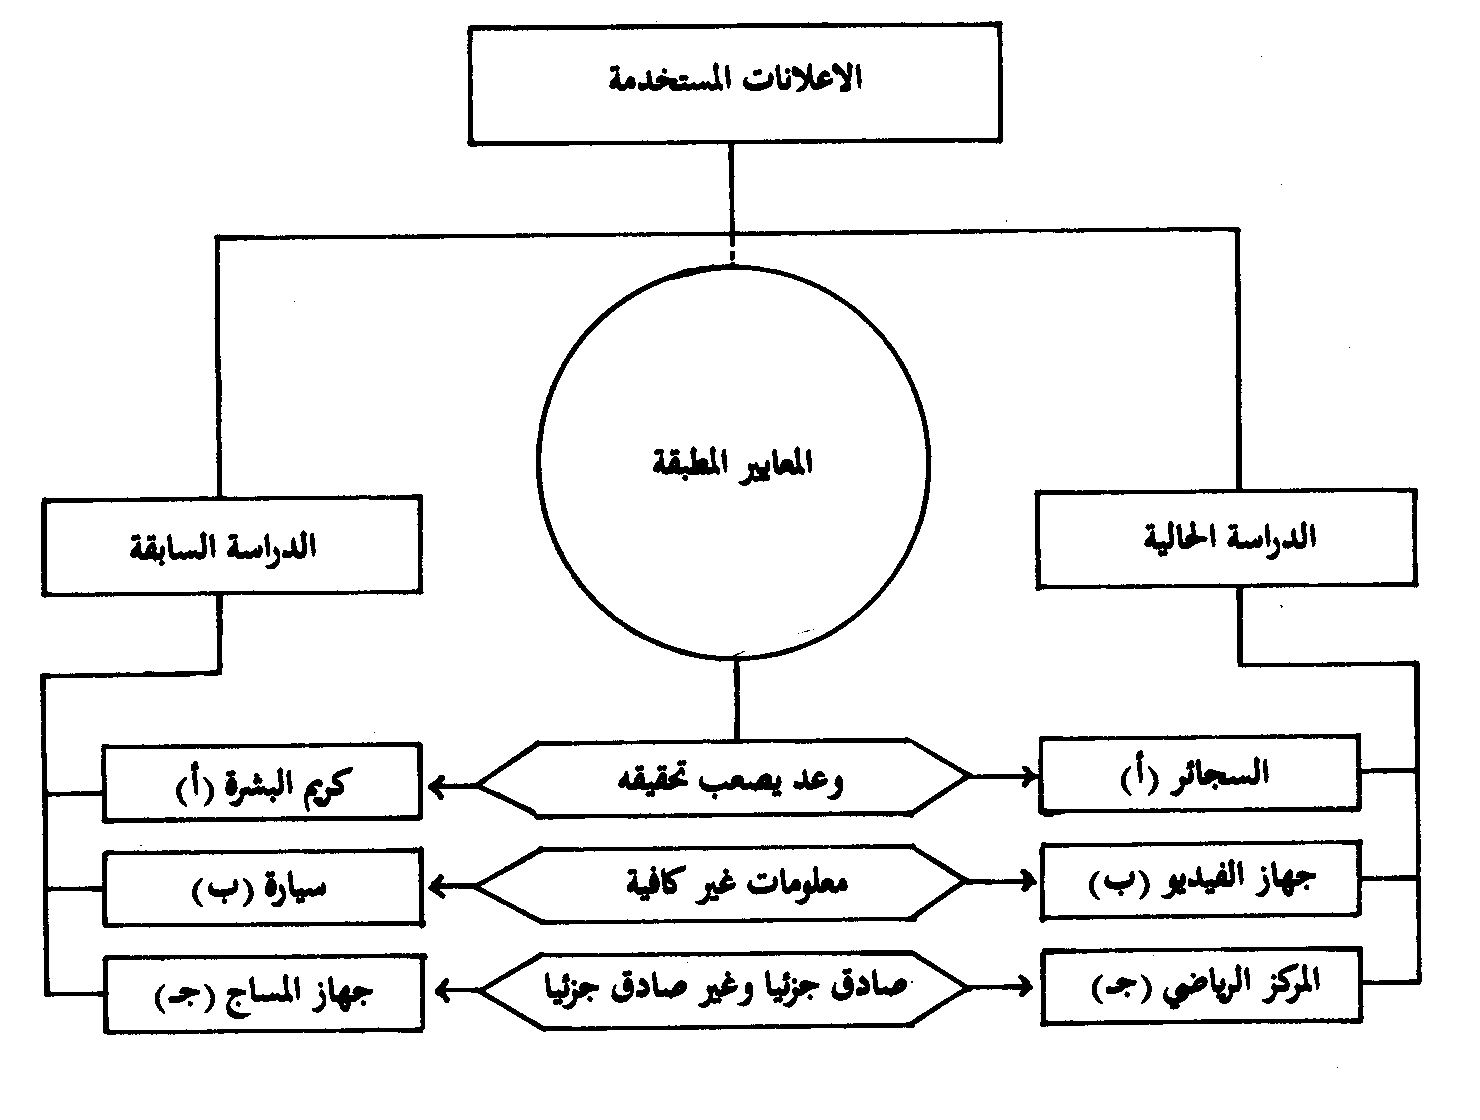 الاعلانات المستخدمة
المعايير المطبقة
الدراسة الحالية
الدراسة السابقة
السجائر (أ)
وعد يصعب تحقيقه
كريم البشرة (أ)
جهاز الفيديو (ب)
معلومات غير كافية
سيارة (ب)
المركز الرياضي (جـ)
صادق جزئيا وغير صادق جزئيا
جهاز المساج (جـ)